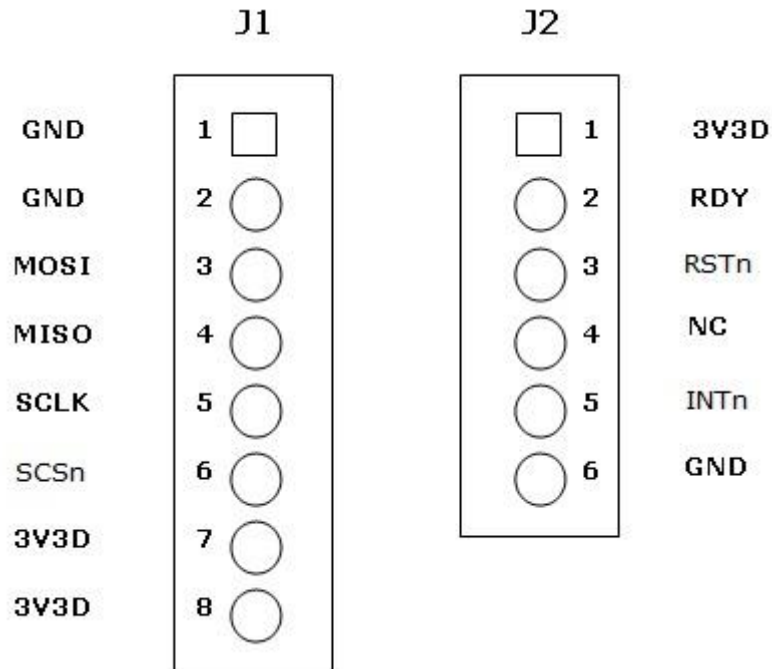 J1 J2
GND 1 1 3V3D
GND 2 2 RDY
MOSI 3 3 RSTn
MISO 4 4 NC
SCLK 5 5 INTn
SCSn 6 6 GND
3V3D 7
3V3D 8